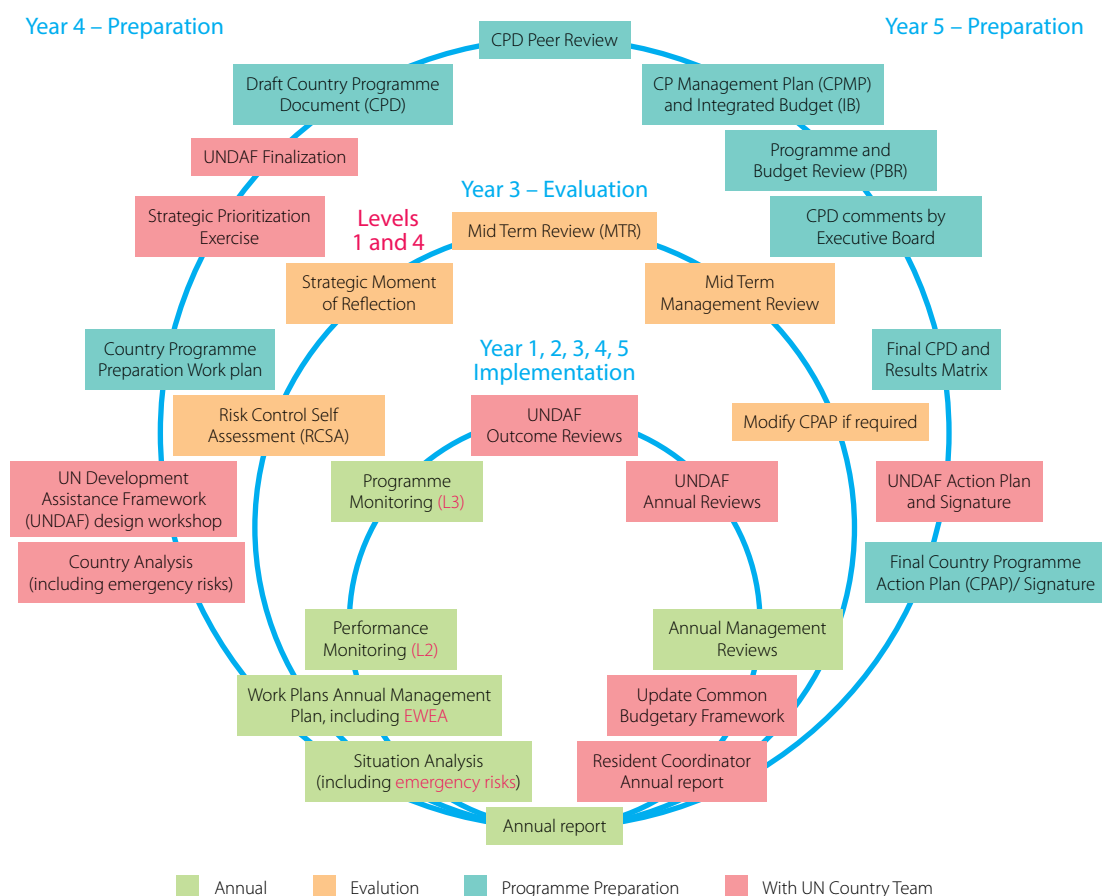 Year 4 – Preparation
Year 5 – Preparation
CPD Peer Review
Draft Country Programme
Document (CPD)
CP Management Plan (CPMP)
and Integrated Budget (IB)
UNDAF Finalization
Programme and
Budget Review (PBR)
Year 3 – Evaluation
Strategic Prioritization
Exercise
Levels
1 and 4
Mid Term Review (MTR)
CPD comments by
Executive Board
Strategic Moment
of Reflection
Mid Term
Management Review
Country Programme
Preparation Work plan
Year 1, 2, 3, 4, 5
Implementation
Final CPD and
Results Matrix
Risk Control Self
Assessment (RCSA)
UNDAF
Outcome Reviews
Modify CPAP if required
UN Development
Assistance Framework
(UNDAF) design workshop
Programme
Monitoring (L3)
UNDAF
Annual Reviews
UNDAF Action Plan
and Signature
Country Analysis
(including emergency risks)
Final Country Programme
Action Plan (CPAP)/ Signature
Performance
Monitoring (L2)
Annual Management
Reviews
Work Plans Annual Management
Plan, including EWEA
Update Common
Budgetary Framework
Situation Analysis
(including emergency risks)
Resident Coordinator
Annual report
Annual report
Annual
Evalution
Programme Preparation
With UN Country Team